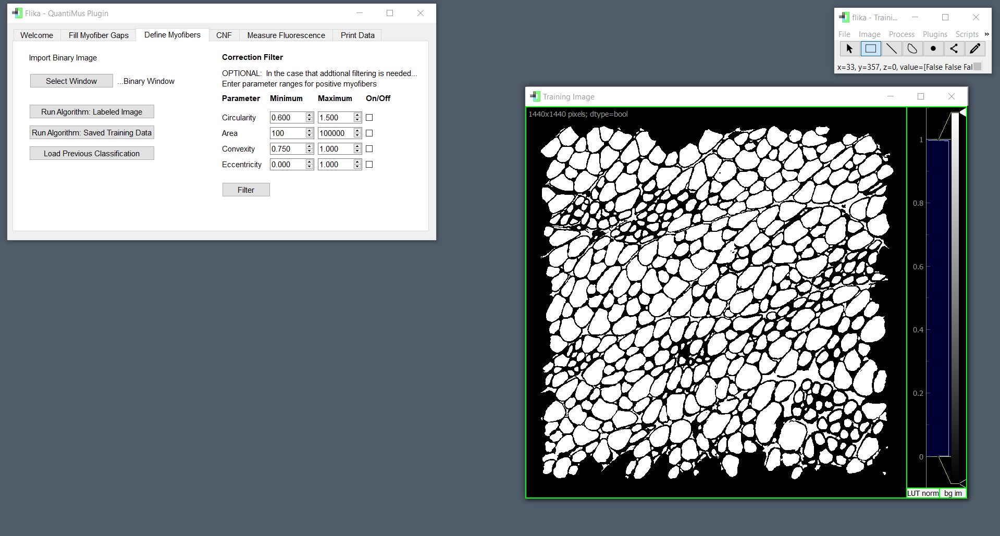 Flika - QuantiMus Plugin
Welcome Fill Myofiber Gaps Define Myofibers CNF Measure Fluorescence Print Data
Import Binary Image
Select Window ...Binary Window
Run Algorithm: Labeled Image
Run Algorithm: Saved Training Data
Load Previous Classification
Correction Filter
OPTIONAL: In the case that addtional filtering is needed...
Enter parameter ranges for positive myofibers
Parameter Minimum Maximum On/Off
Circularity 0.600 1.500
Area 100 100000
Convexity 0.750 1.000
Eccentricity 0.000 1.000
Filter
flika - Traini...
File Image Process Plugins Scripts »
x=33, y=357, z=0, value=[False False Fal
Training Image
1440x1440 pixels; dtype=bool
1
0.8
0.6
0.4
0.2
0
LUT norm bg im